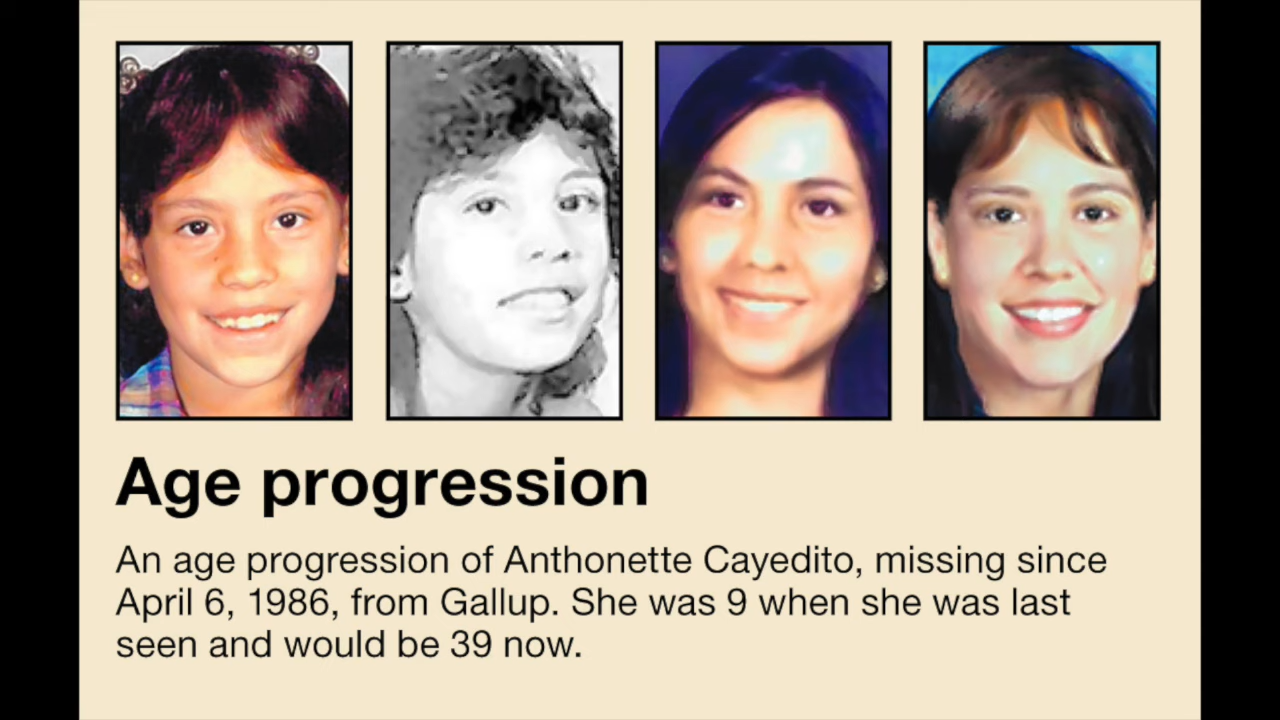 Age progression
An age progression of Anthonette Cayedito, missing since
April 6, 1986, from Gallup. She was 9 when she was last
seen and would be 39 now.